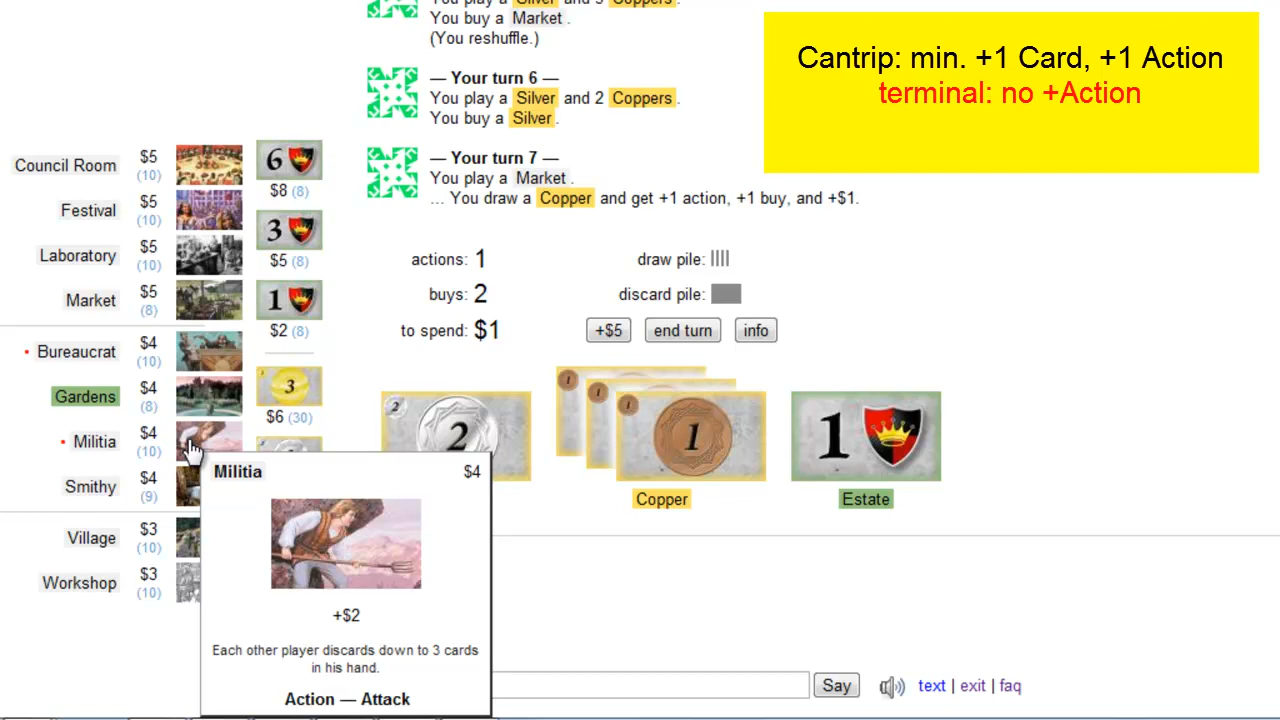 You buy a Market.
(You reshuffle.)
— Your turn 6 —
You play a Silver and 2 Coppers.
You buy a Silver.
— Your turn 7 —
You play a Market.
... You draw a Copper and get +1 action, +1 buy, and +$1.
Cantrip: min. +1 Card, +1 Action
terminal: no +Action
Council Room $5 (10)
Festival $5 (10)
Laboratory $5 (10)
Market $5 (8)
Bureaucrat $4 (10)
Gardens $4 (8)
Militia $4 (10)
Smithy $4 (9)
Village $3 (10)
Workshop $3 (10)
6
$8 (8)
3
$5 (8)
1
$2 (8)
3
$6 (30)
actions: 1
draw pile:
buys: 2
discard pile:
to spend: $1
+$5
end turn
info
2
2
1
1
1
1
Copper
1
Estate
Militia $4
+$2
Each other player discards down to 3 cards
in his hand.
Action — Attack
Say
text | exit | faq